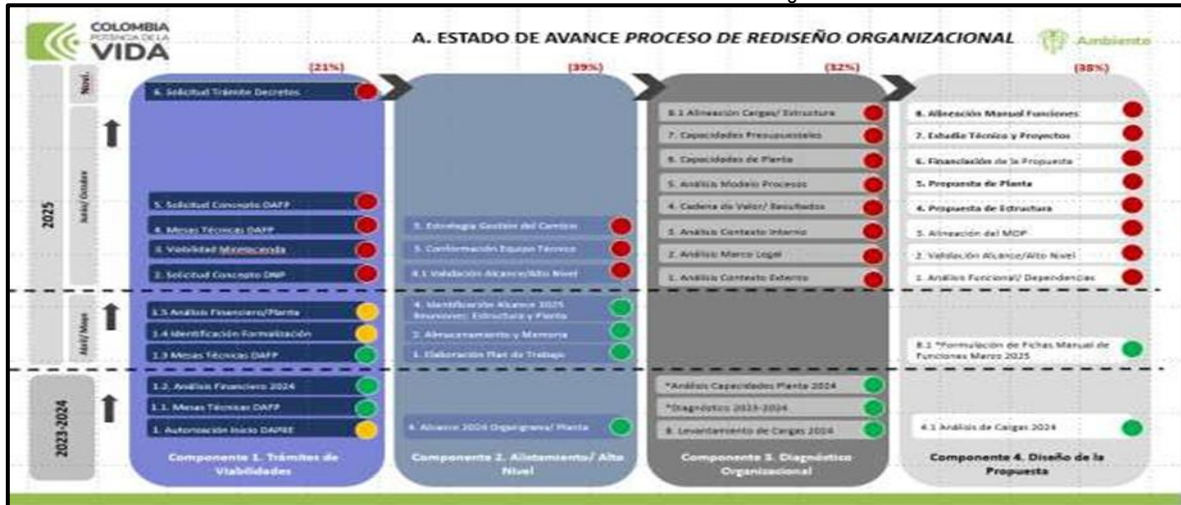 COLOMBIA
POTENCIA DE LA
VIDA
A. ESTADO DE AVANCE PROCESO DE REDISEÑO ORGANIZACIONAL
Ambiente
(21%)
(39%)
(32%)
(38%)
2025
Novi.
Junio/ Octubre
Abril/ Mayo
2023-2024
6. Solicitud Trámite Decretos
5. Solicitud Concepto DAFP
4. Mesas Técnicas DAFP
3. Viabilidad Minhacienda
2. Solicitud Concepto DNP
1.5 Análisis Financiero/Planta
1.4 Identificación Formalización
1.3 Mesas Técnicas DAFP
1.2. Análisis Financiero 2024
1.1. Mesas Técnicas DAFP
1. Autorización Inicio DAPRE
Componente 1. Trámites de
Viabilidades
5. Estrategia Gestión del Cambio
3. Conformación Equipo Técnico
4.1 Validación Alcance/Alto Nivel
4. Identificación Alcance 2025
Reuniones: Estructura y Planta
2. Almacenamiento y Memoria
1. Elaboración Plan de Trabajo
4. Alcance 2024 Organigrama/ Planta
Componente 2. Alistamiento/ Alto
Nivel
8.1 Alineación Cargas/ Estructura
7. Capacidades Presupuestales
6. Capacidades de Planta
5. Análisis Modelo Procesos
4. Cadena de Valor/ Resultados
3. Análisis Contexto Interno
2. Análisis Marco Legal
1. Análisis Contexto Externo
*Análisis Capacidades Planta 2024
*Diagnóstico 2023-2024
8. Levantamiento de Cargas 2024
Componente 3. Diagnóstico
Organizacional
8. Alineación Manual Funciones
7. Estudio Técnico y Proyectos
6. Financiación de la Propuesta
5. Propuesta de Planta
4. Propuesta de Estructura
3. Alineación del MOP
2. Validación Alcance/Alto Nivel
1. Análisis Funcional/ Dependencias
8.1 *Formulación de Fichas Manual de
Funciones Marzo 2025
4.1 Análisis de Cargas 2024
Componente 4. Diseño de la
Propuesta